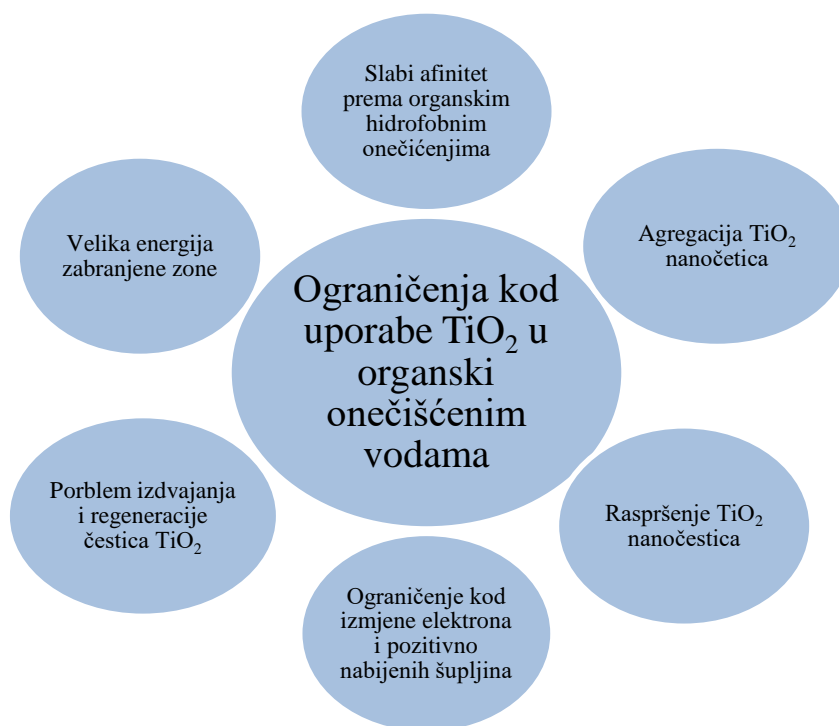 Slabi afinitet
prema organskim
hidrofobnim
onečićenjima
Agregacija TiO₂
nanočetica
Raspršenje TiO₂
nanočestica
Ograničenje kod
izmjene elektrona
i pozitivno
nabijenih šupljina
Porblem izdvajanja
i regeneracije
čestica TiO₂
Velika energija
zabranjene zone
Ograničenja kod
uporabe TiO₂ u
organski
onečišćenim
vodama